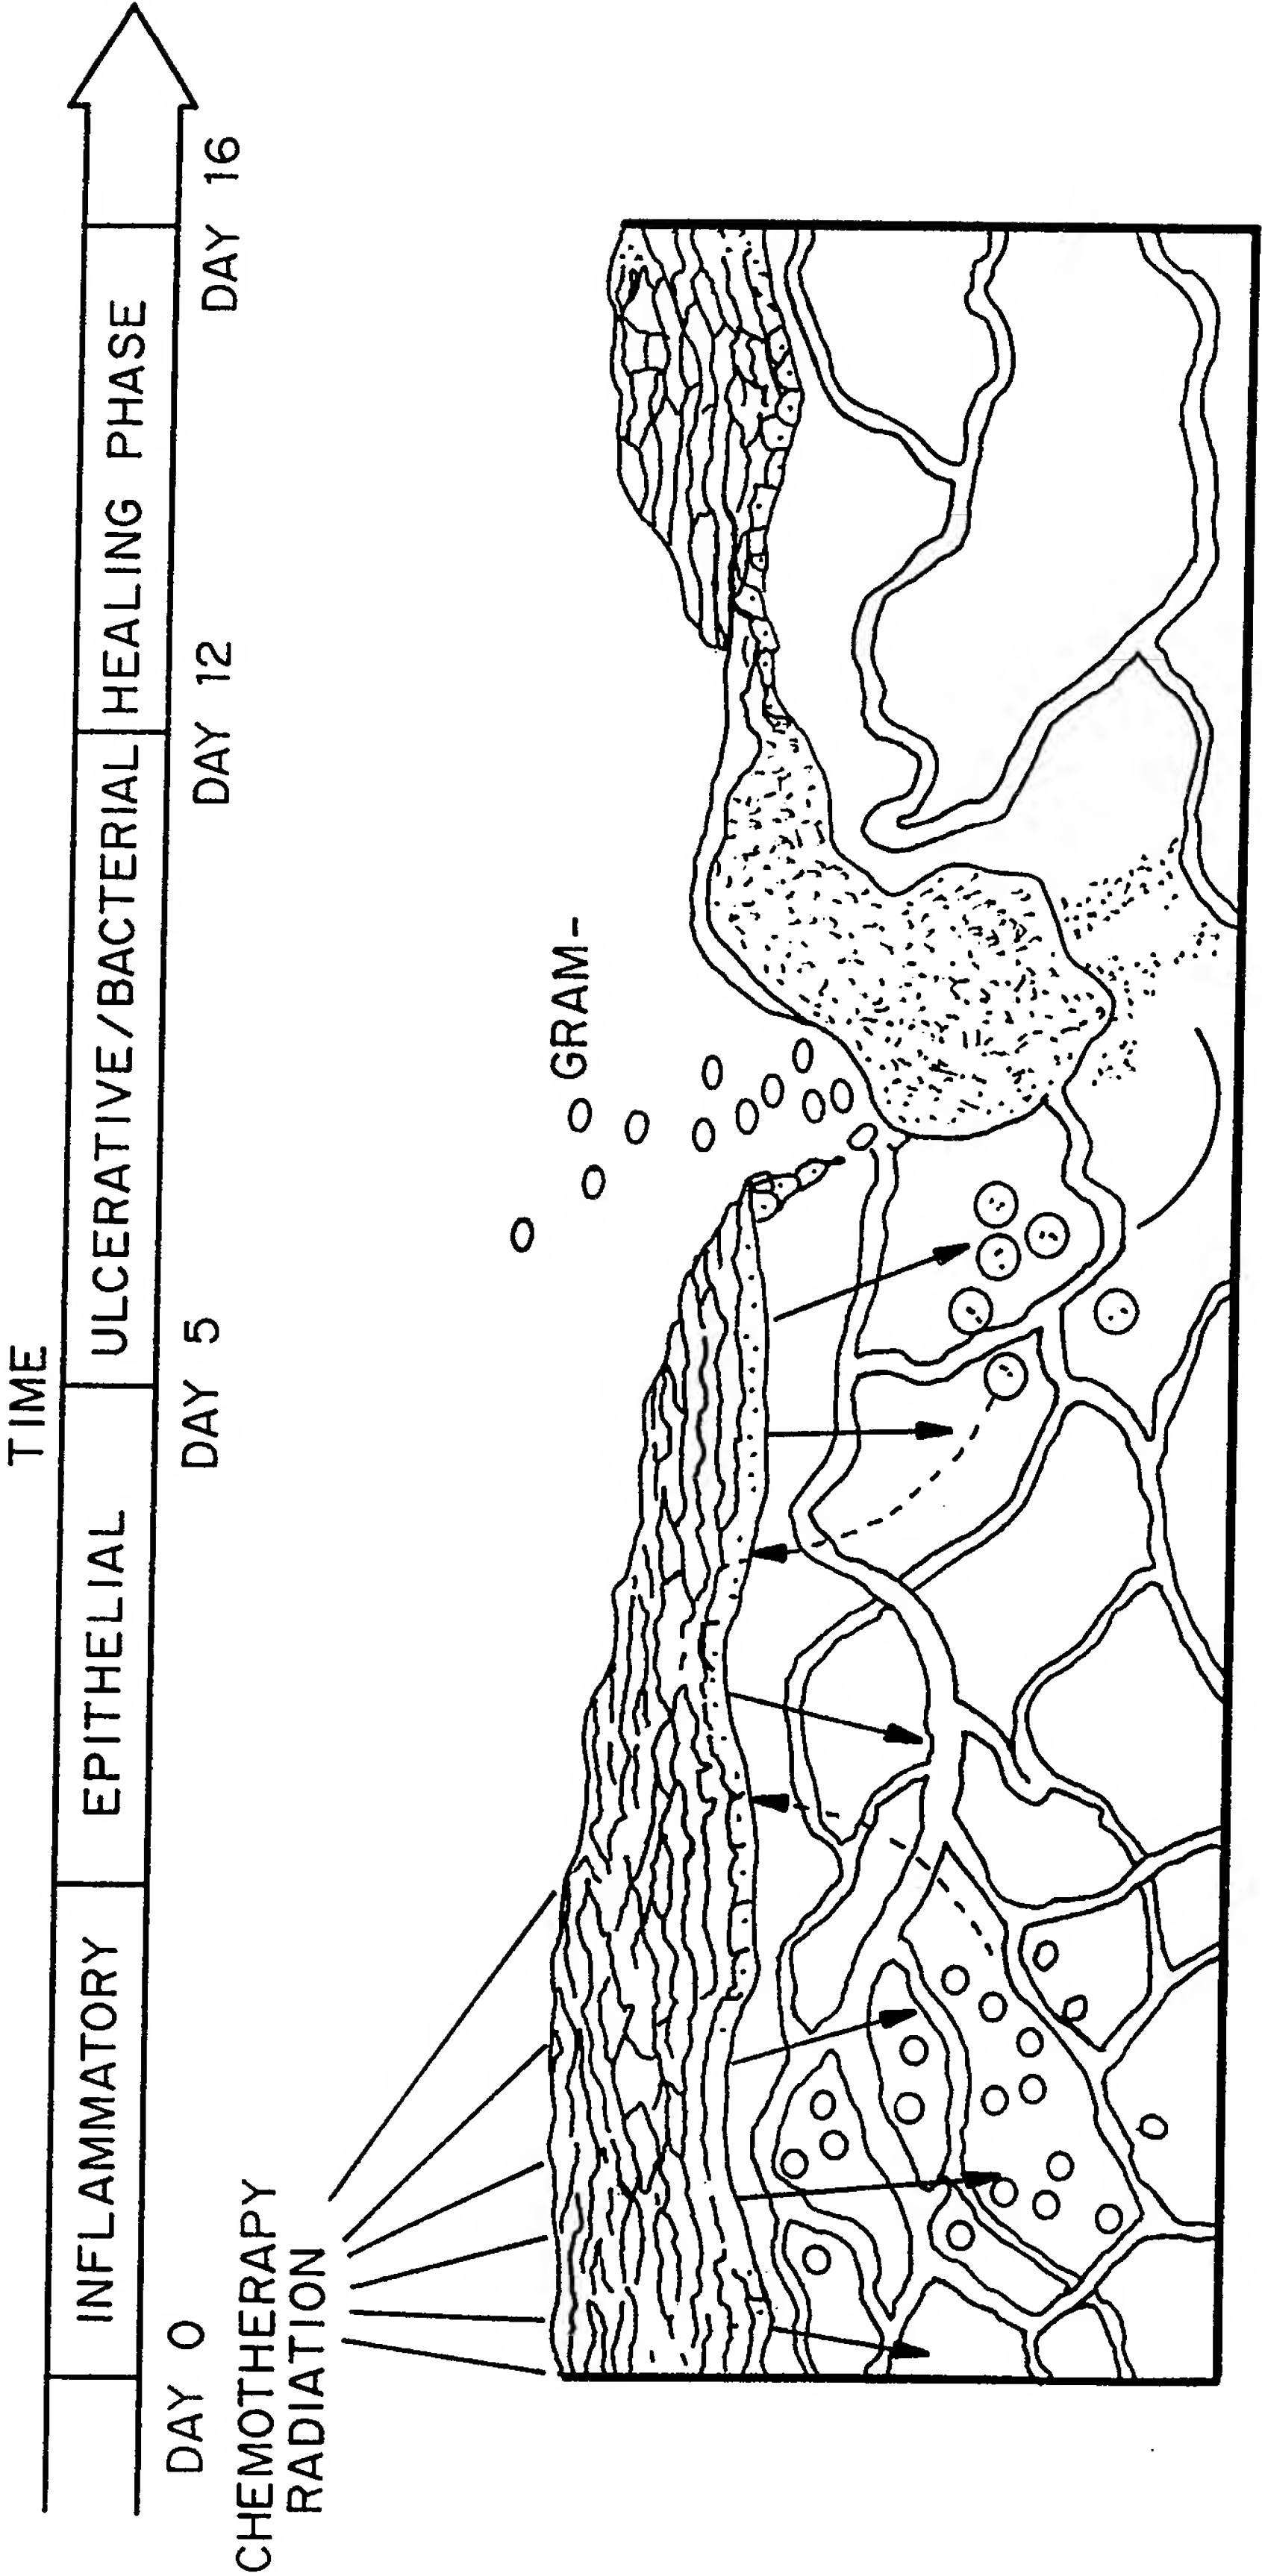 TIME
INFLAMMATORY
EPITHELIAL
ULCERATIVE/BACTERIAL
HEALING PHASE
DAY 0
DAY 5
DAY 12
DAY 16
CHEMOTHERAPY
RADIATION
GRAM-